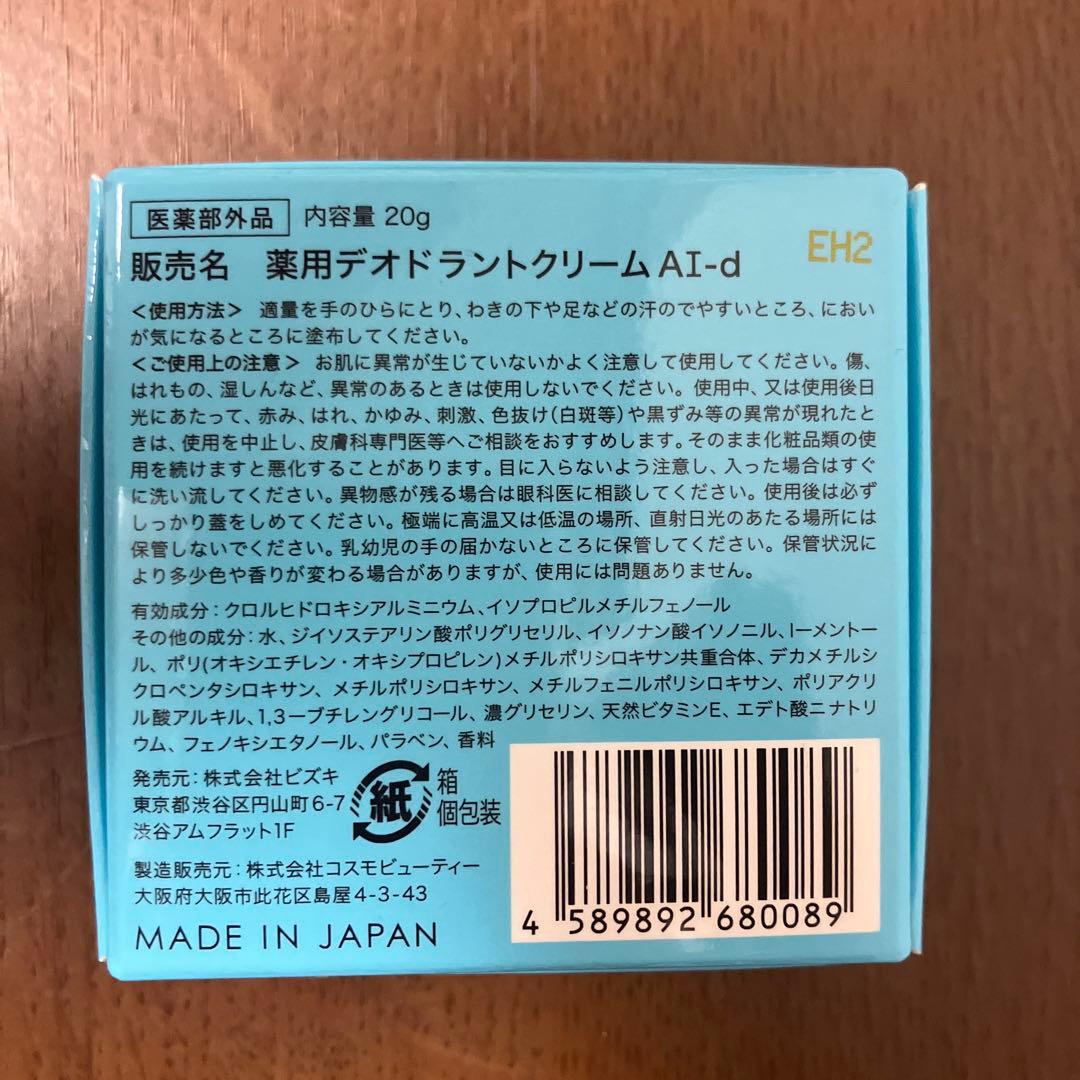 医薬部外品 内容量 20g
販売名 薬用デオドラントクリームAI-d
EH2
<使用方法> 適量を手のひらにとり、わきの下や足などの汗のでやすいところ、におい
が気になるところに塗布してください。
<ご使用上の注意> お肌に異常が生じていないかよく注意して使用してください。傷、
はれもの、湿しんなど、異常のあるときは使用しないでください。使用中、又は使用後日
光にあたって、赤み、はれ、かゆみ、刺激、色抜け(白斑等)や黒ずみ等の異常が現れたと
きは、使用を中止し、皮膚科専門医等へご相談をおすすめします。そのまま化粧品類の使
用を続けますと悪化することがあります。目に入らないよう注意し、入った場合はすぐ
に洗い流してください。異物感が残る場合は眼科医に相談してください。使用後は必ず
しっかり蓋をしめてください。極端に高温又は低温の場所、直射日光のあたる場所には
保管しないでください。乳幼児の手の届かないところに保管してください。保管状況に
より多少色や香りが変わる場合がありますが、使用には問題ありません。
有効成分:クロルヒドロキシアルミニウム、イソプロピルメチルフェノール
その他の成分:水、ジイソステアリン酸ポリグリセリル、イソノナン酸イソノニル、l-メントー
ル、ポリ(オキシエチレン・オキシプロピレン)メチルポリシロキサン共重合体、デカメチルシ
クロペンタシロキサン、メチルポリシロキサン、メチルフェニルポリシロキサン、ポリアクリ
ル酸アルキル、1,3-ブチレングリコール、濃グリセリン、天然ビタミンE、エデト酸ニナトリ
ウム、フェノキシエタノール、パラベン、香料
発売元:株式会社ビズキ
東京都渋谷区円山町6-7
渋谷アムフラット1F
紙
箱
個包装
製造販売元:株式会社コスモビューティー
大阪府大阪市此花区島屋4-3-43
MADE IN JAPAN
4 589892 680089